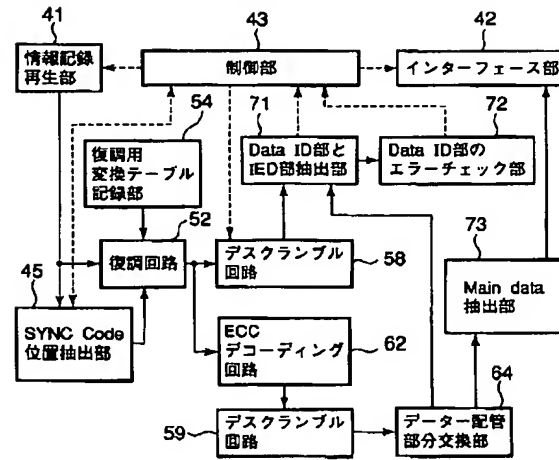 41
43
42
情報記録
再生部
制御部
インターフェース部
54
71
72
復調用
変換テーブル
記録部
Data ID部と
IED部抽出部
Data ID部の
エラーチェック部
52
73
45
復調回路
デスクランブル
回路
58
Main data
抽出部
SYNC Code
位置抽出部
ECC
デコーディング
回路
62
64
59
デスクランブル
回路
データー配管
部分交換部